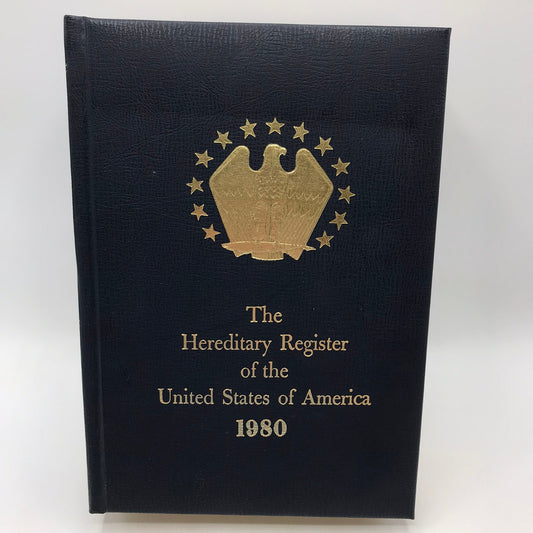 The
Hereditary Register
of the
United States of America
1980